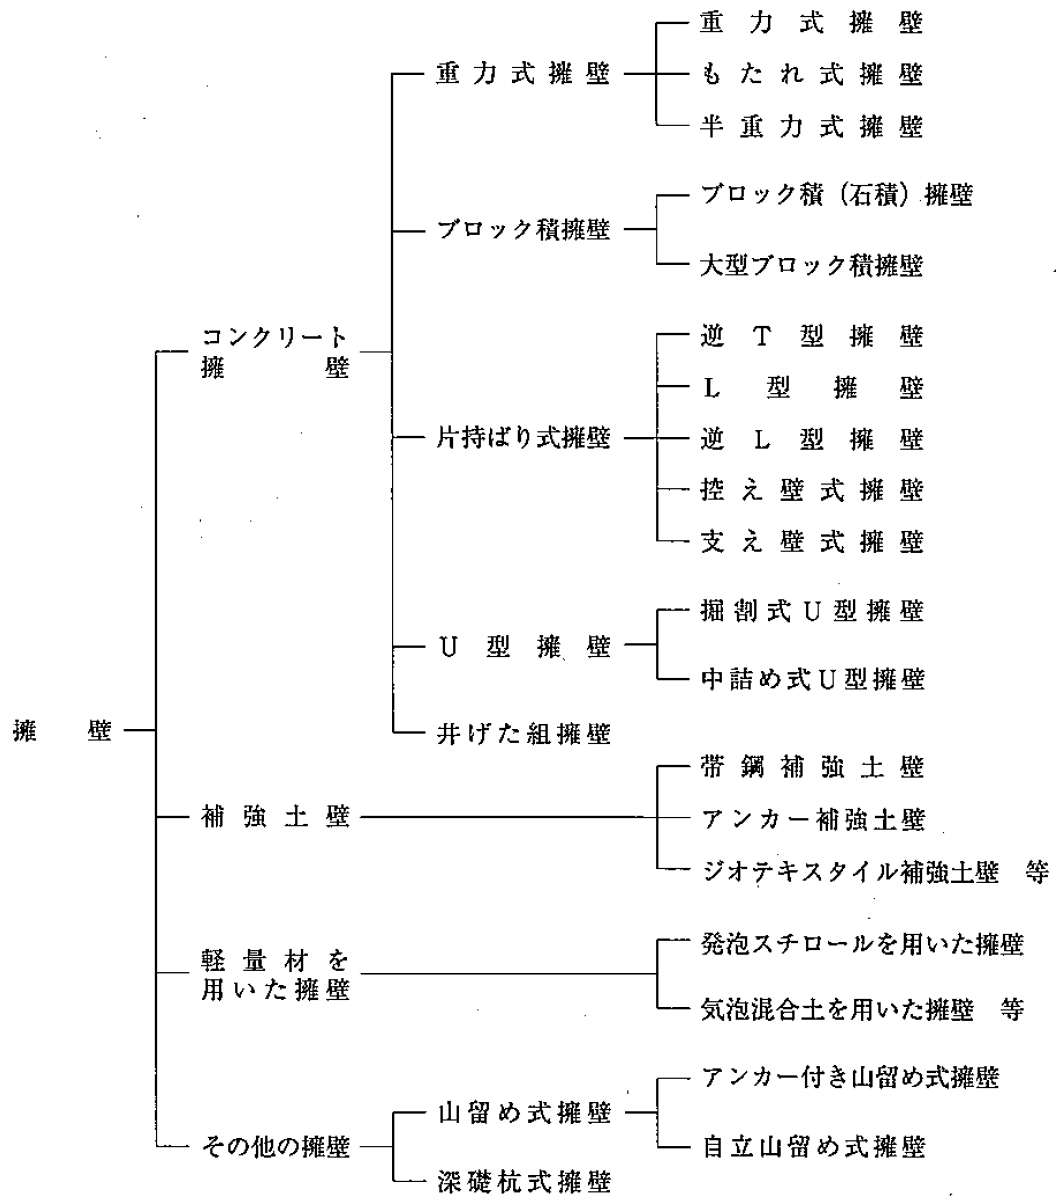 重力式擁壁
重力式擁壁
もたれ式擁壁
半重力式擁壁
ブロック積（石積）擁壁
ブロック積擁壁
大型ブロック積擁壁
コンクリート
擁壁
逆T型擁壁
L型擁壁
片持ばり式擁壁
逆L型擁壁
控え壁式擁壁
支え壁式擁壁
掘割式U型擁壁
U型擁壁
中詰め式U型擁壁
擁壁
井げた組擁壁
帯鋼補強土壁
補強土壁
アンカー補強土壁
ジオテキスタイル補強土壁　等
発泡スチロールを用いた擁壁
軽量材を
用いた擁壁
気泡混合土を用いた擁壁　等
アンカー付き山留め式擁壁
山留め式擁壁
その他の擁壁
自立山留め式擁壁
深礎杭式擁壁